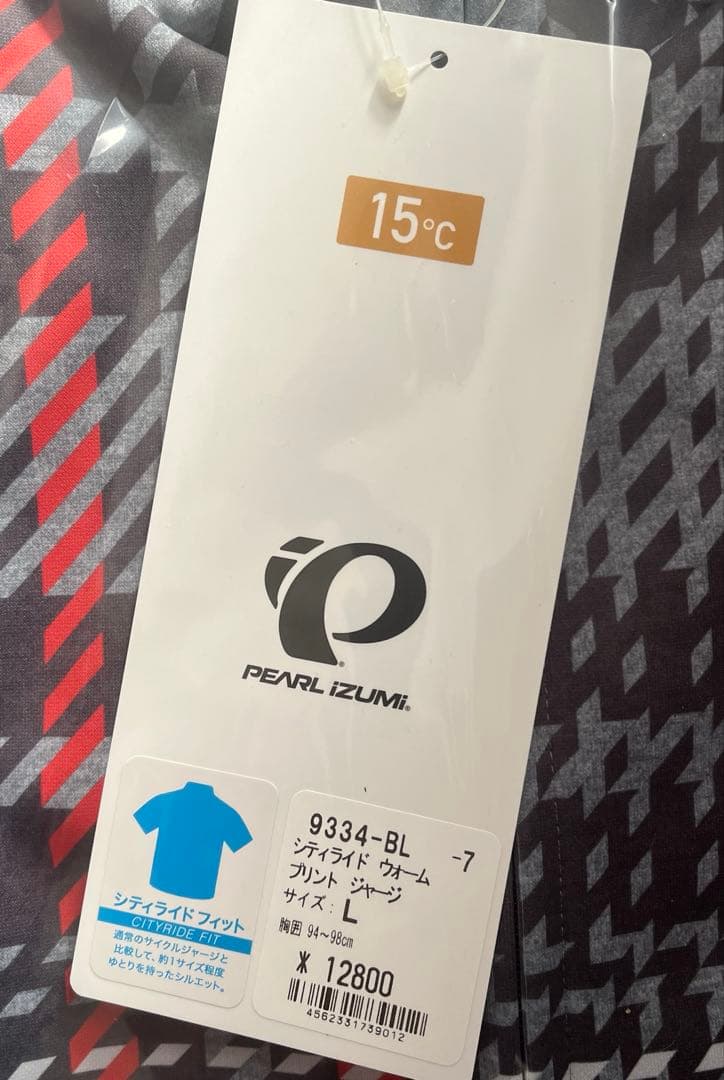 15℃
PEARL iZUMi®
シティライド フィット
CITYRIDE FIT
通常のサイクルジャージと
比較して、約1サイズ程度
ゆとりを持ったシルエット。
9334-BL -7
シティライド ウォーム
プリント ジャージ
サイズ: L
胸囲 94～98cm
¥ 12800
4562331739012